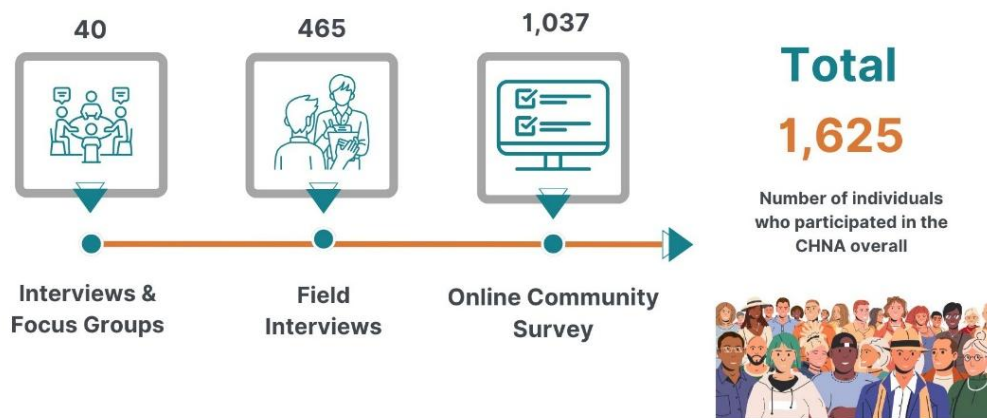 40
465
1,037
Interviews &
Focus Groups
Field
Interviews
Online Community
Survey
Total
1,625
Number of individuals
who participated in the
CHNA overall